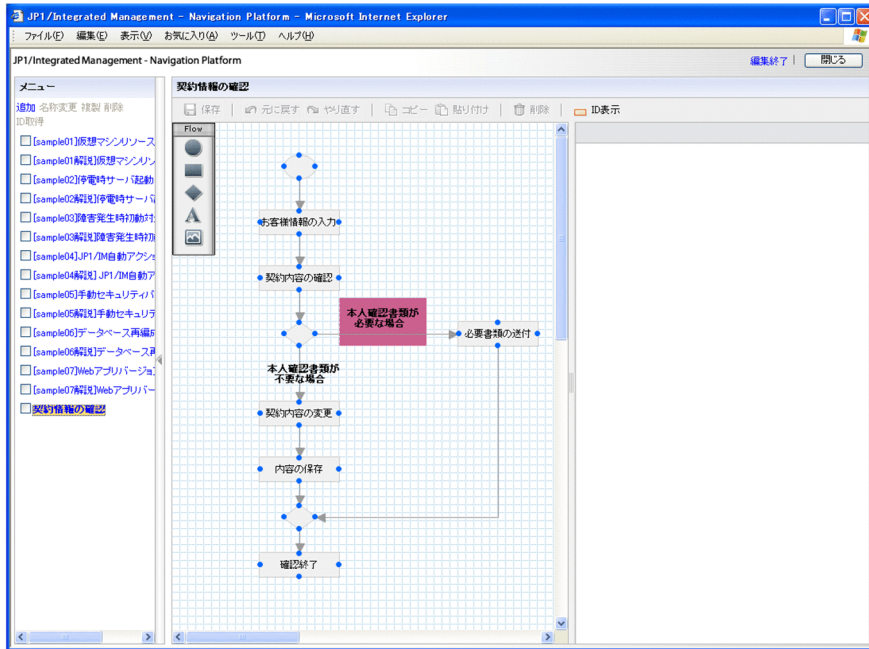 JP1/Integrated Management - Navigation Platform - Microsoft Internet Explorer
ファイル(F) 編集(E) 表示(V) お気に入り(A) ツール(T) ヘルプ(H)
JP1/Integrated Management - Navigation Platform
編集終了 | 閉じる
メニュー
追加 名称変更 複製 削除
ID取得
[sample01]仮想マシンリソース
[sample01解説]仮想マシンリソ
[sample02]停電時サーバ起動
[sample02解説]停電時サーバ
[sample03]障害発生時初動対
[sample03解説]障害発生時初
[sample04]JP1/IM自動アクショ
[sample04解説] JP1/IM自動ア
[sample05]手動セキュリティパ
[sample05解説]手動セキュリテ
[sample06]データベース再編成
[sample06解説]データベース再
[sample07]Webアプリバージョン
[sample07解説]Webアプリバー
契約情報の確認
契約情報の確認
保存 | 元に戻す やり直す | コピー 貼り付け | 削除 | ID表示
Flow
A
お客様情報の入力
契約内容の確認
本人確認書類が
必要な場合
必要書類の送付
本人確認書類が
不要な場合
契約内容の変更
内容の保存
確認終了